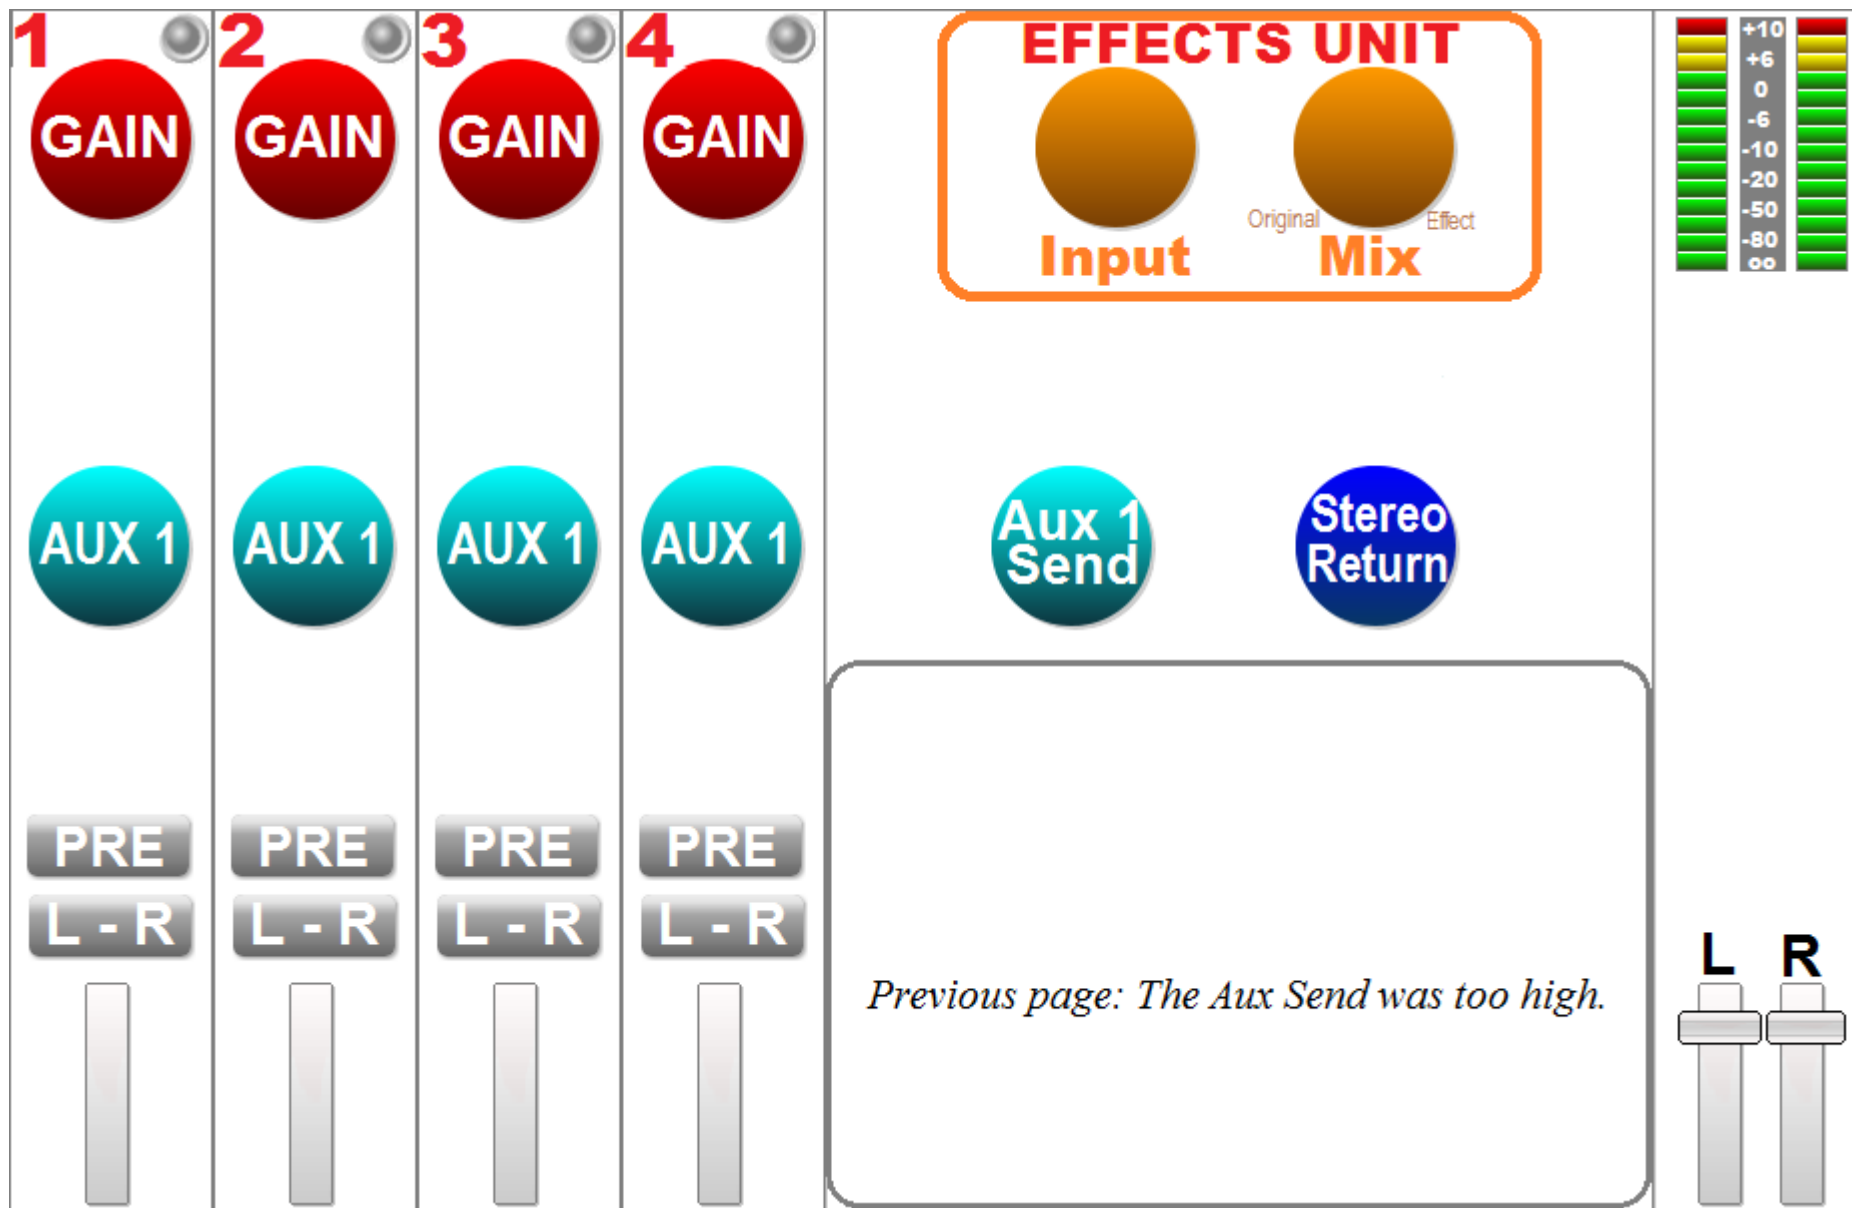 1
GAIN
AUX 1
PRE
L - R
2
GAIN
AUX 1
PRE
L - R
3
GAIN
AUX 1
PRE
L - R
4
GAIN
AUX 1
PRE
L - R
EFFECTS UNIT
Original
Effect
Input
Mix
Aux 1
Send
Stereo
Return
Previous page: The Aux Send was too high.
+10
+6
0
-6
-10
-20
-50
-80
oo
L R